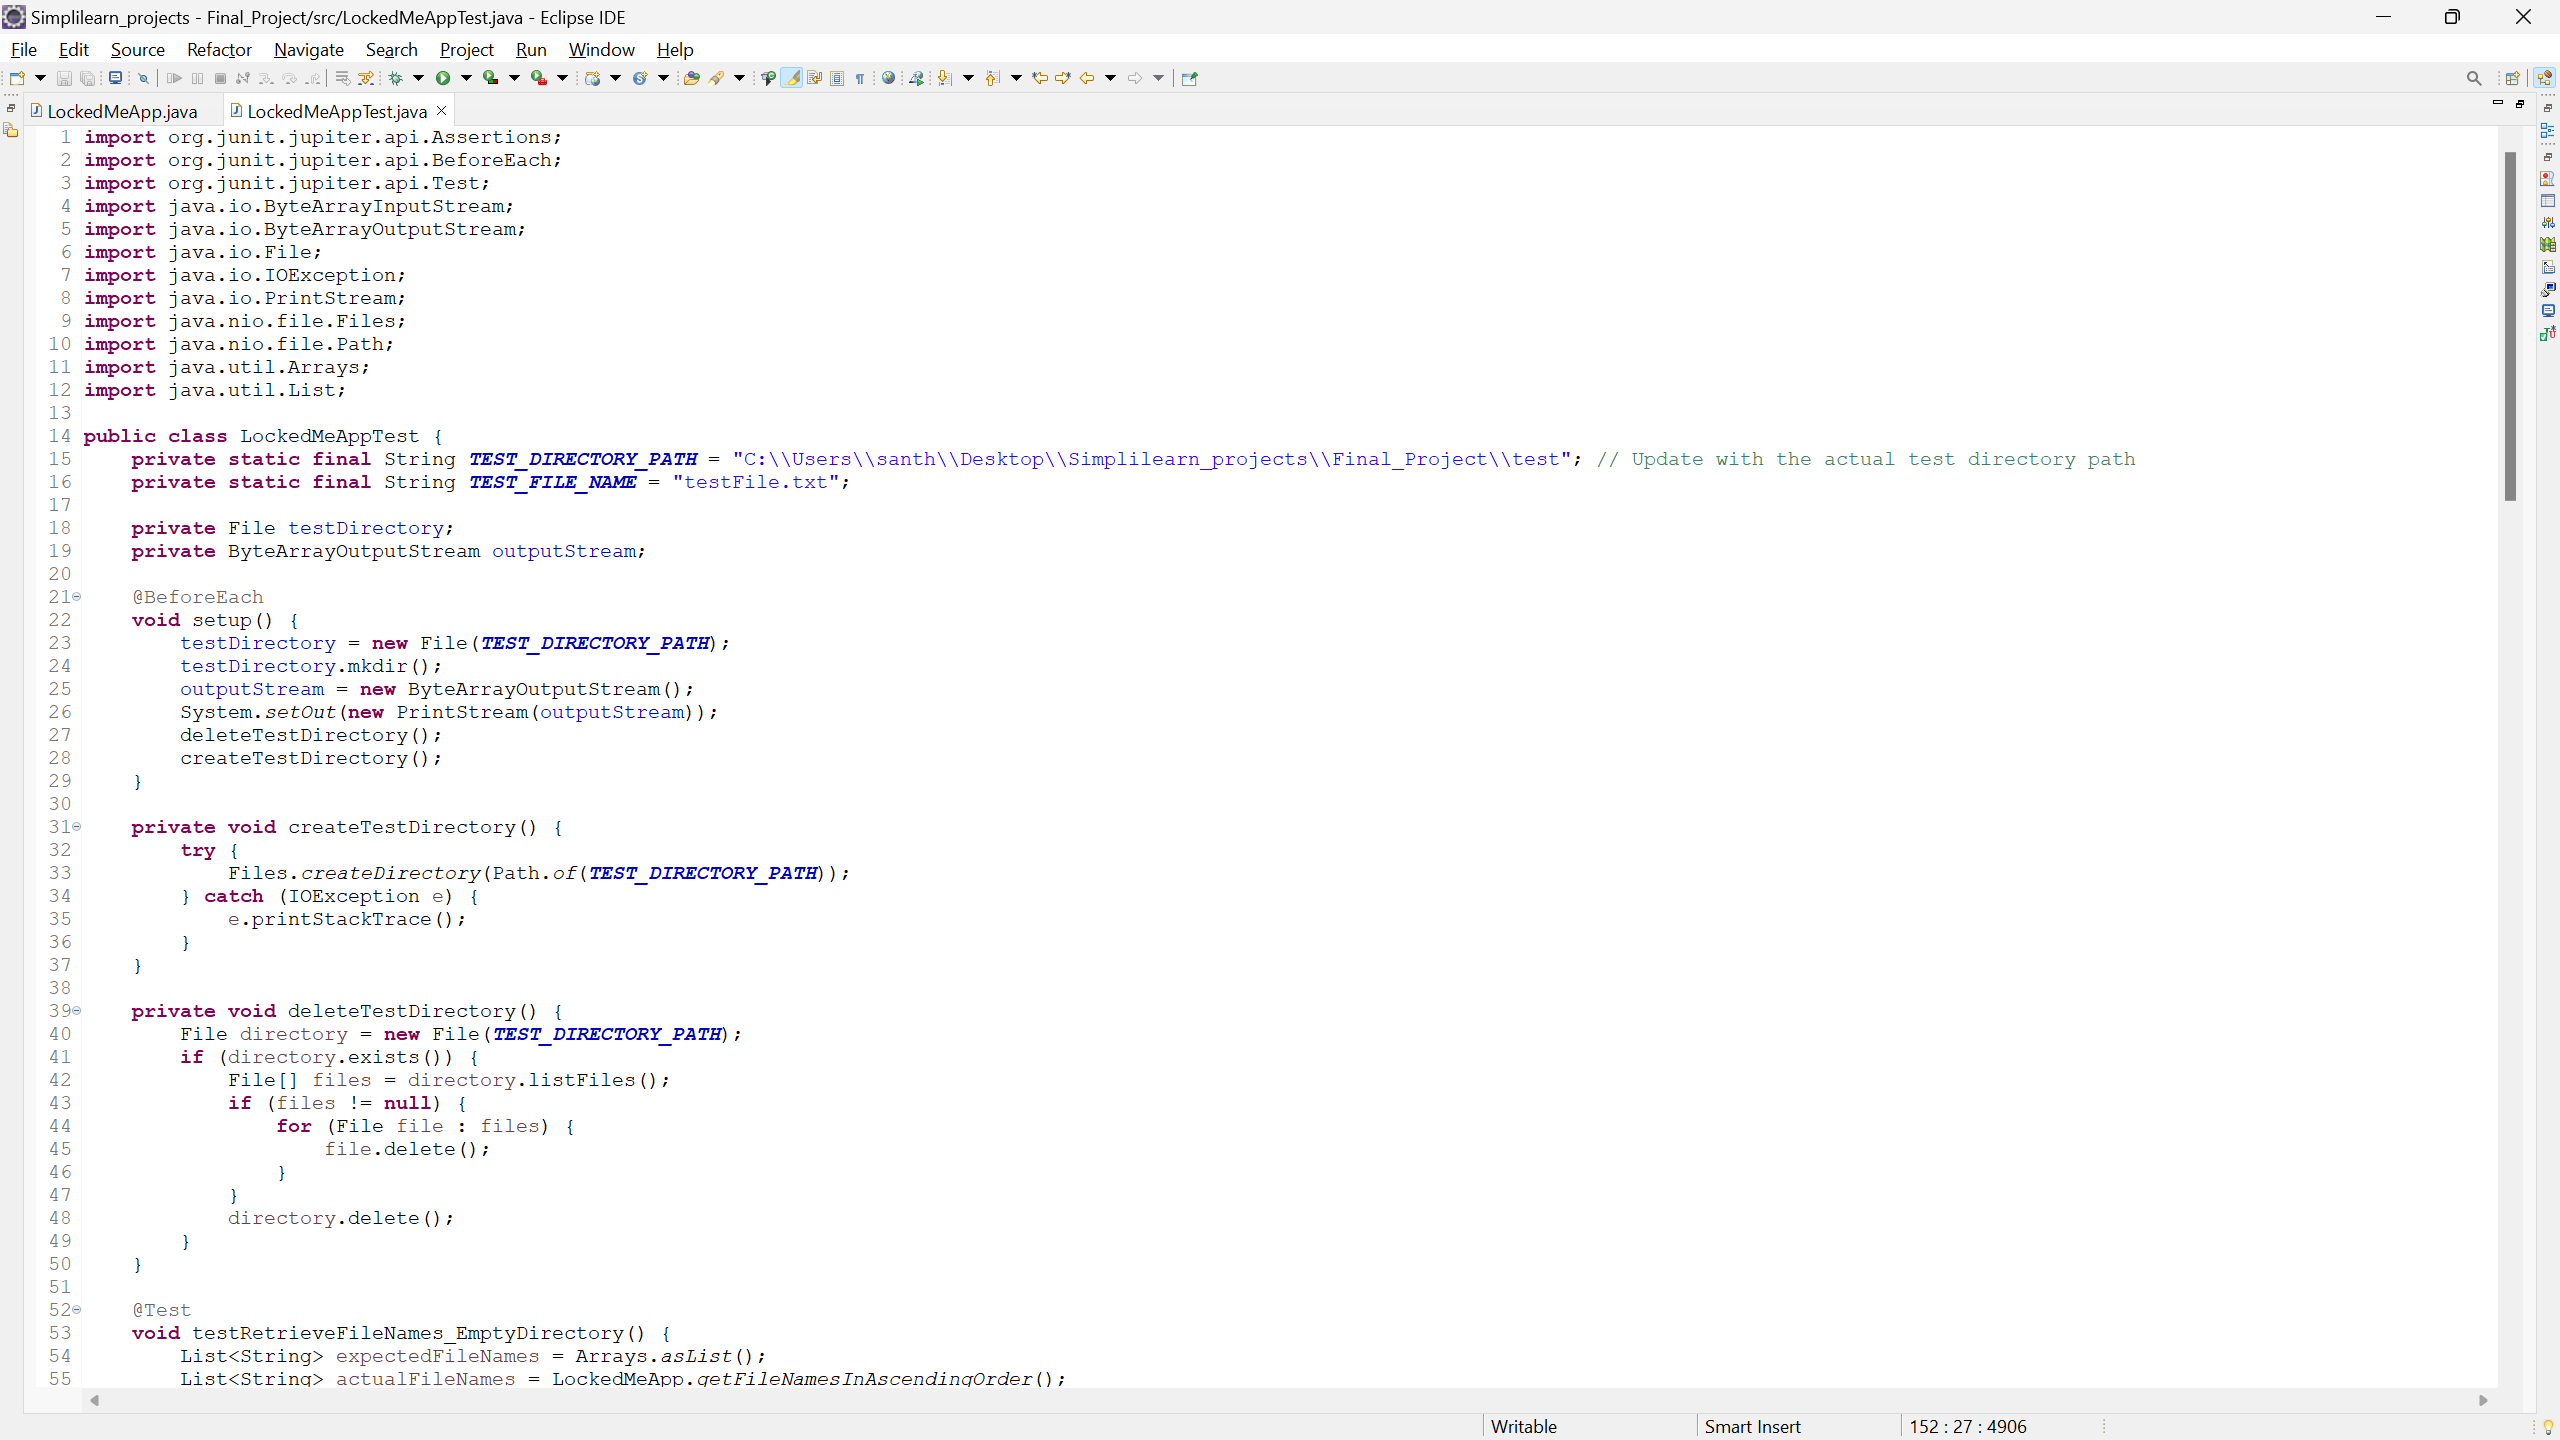 Simplilearn_projects - Final_Project/src/LockedMeAppTest.java - Eclipse IDE
File Edit Source Refactor Navigate Search Project Run Window Help
LockedMeApp.java LockedMeAppTest.java
1 import org.junit.jupiter.api.Assertions;
2 import org.junit.jupiter.api.BeforeEach;
3 import org.junit.jupiter.api.Test;
4 import java.io.ByteArrayInputStream;
5 import java.io.ByteArrayOutputStream;
6 import java.io.File;
7 import java.io.IOException;
8 import java.io.PrintStream;
9 import java.nio.file.Files;
10 import java.nio.file.Path;
11 import java.util.Arrays;
12 import java.util.List;
13
14 public class LockedMeAppTest {
15     private static final String TEST_DIRECTORY_PATH = "C:\\Users\\santh\\Desktop\\Simplilearn_projects\\Final_Project\\test"; // Update with the actual test directory path
16     private static final String TEST_FILE_NAME = "testFile.txt";
17
18     private File testDirectory;
19     private ByteArrayOutputStream outputStream;
20
21     @BeforeEach
22     void setup() {
23         testDirectory = new File(TEST_DIRECTORY_PATH);
24         testDirectory.mkdir();
25         outputStream = new ByteArrayOutputStream();
26         System.setOut(new PrintStream(outputStream));
27         deleteTestDirectory();
28         createTestDirectory();
29     }
30
31     private void createTestDirectory() {
32         try {
33             Files.createDirectory(Path.of(TEST_DIRECTORY_PATH));
34         } catch (IOException e) {
35             e.printStackTrace();
36         }
37     }
38
39     private void deleteTestDirectory() {
40         File directory = new File(TEST_DIRECTORY_PATH);
41         if (directory.exists()) {
42             File[] files = directory.listFiles();
43             if (files != null) {
44                 for (File file : files) {
45                     file.delete();
46                 }
47             }
48             directory.delete();
49         }
50     }
51
52     @Test
53     void testRetrieveFileNames_EmptyDirectory() {
54         List<String> expectedFileNames = Arrays.asList();
55         List<String> actualFileNames = LockedMeApp.getFileNamesInAscendingOrder();
Writable Smart Insert 152 : 27 : 4906